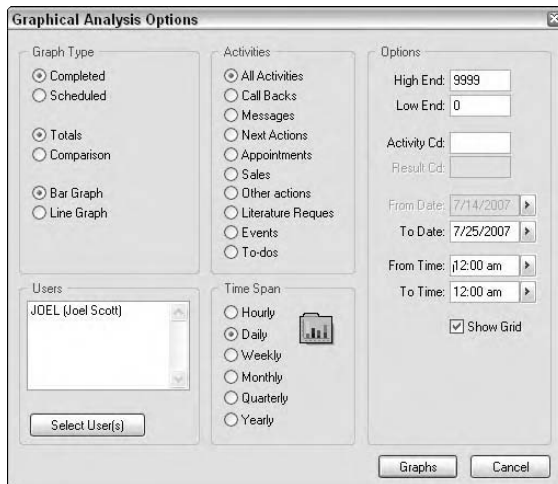 Graphical Analysis Options
Graph Type
Completed
Scheduled
Totals
Comparison
Bar Graph
Line Graph
Activities
All Activities
Call Backs
Messages
Next Actions
Appointments
Sales
Other actions
Literature Reques
Events
To-dos
Options
High End: 9999
Low End: 0
Activity Cd:
Result Cd:
From Date: 7/14/2007
To Date: 7/25/2007
From Time: 12:00 am
To Time: 12:00 am
Show Grid
Users
JOEL (Joel Scott)
Select User(s)
Time Span
Hourly
Daily
Weekly
Monthly
Quarterly
Yearly
Graphs
Cancel